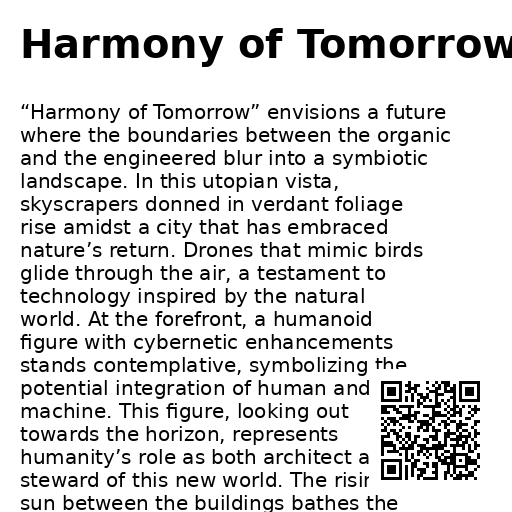 Harmony of Tomorrow
“Harmony of Tomorrow” envisions a future
where the boundaries between the organic
and the engineered blur into a symbiotic
landscape. In this utopian vista,
skyscrapers donned in verdant foliage
rise amidst a city that has embraced
nature’s return. Drones that mimic birds
glide through the air, a testament to
technology inspired by the natural
world. At the forefront, a humanoid
figure with cybernetic enhancements
stands contemplative, symbolizing the
potential integration of human and
machine. This figure, looking out
towards the horizon, represents
humanity’s role as both architect
steward of this new world. The
sun between the buildings bathes the